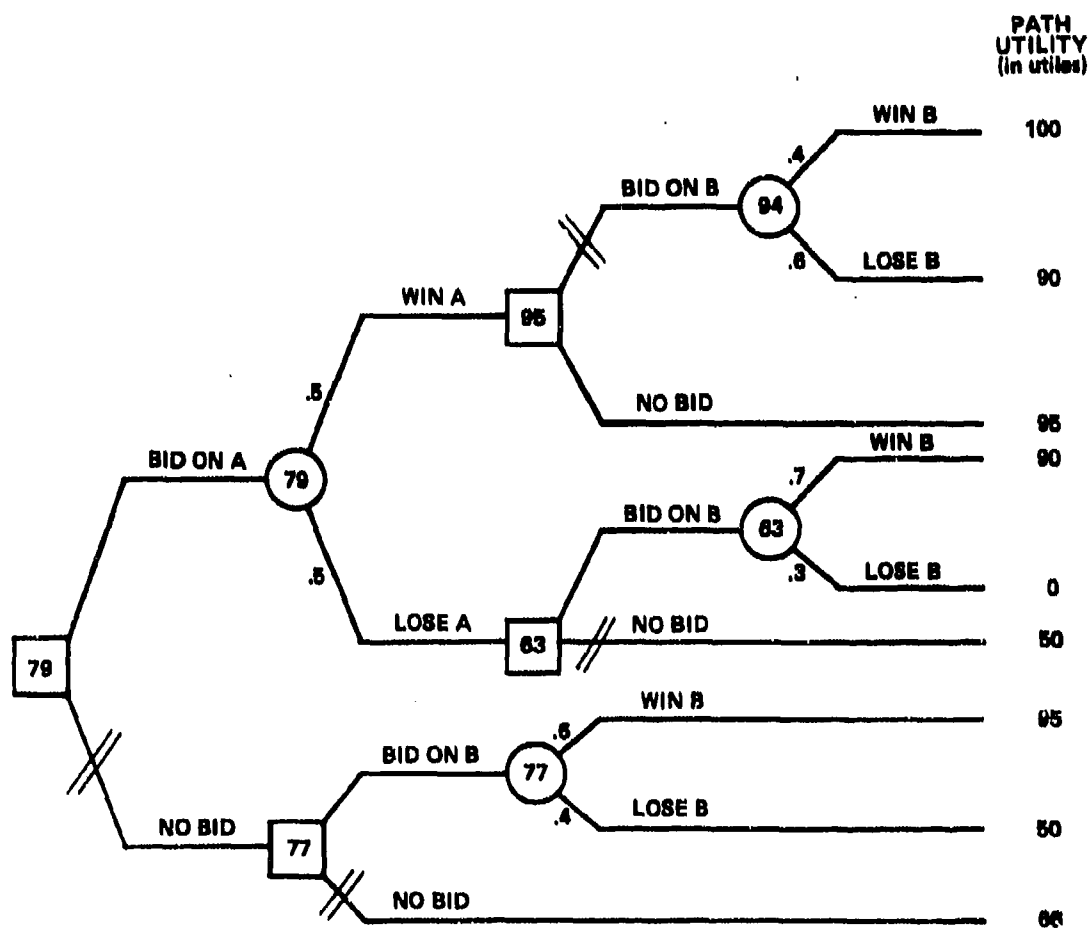 PATH
UTILITY
(in utiles)
WIN B
100
.4
BID ON B
94
.6
LOSE B
90
WIN A
95
.5
NO BID
95
BID ON A
79
WIN B
90
.7
BID ON B
63
.3
LOSE B
0
.5
LOSE A
63
NO BID
50
79
WIN B
95
.6
BID ON B
77
.4
LOSE B
50
NO BID
77
NO BID